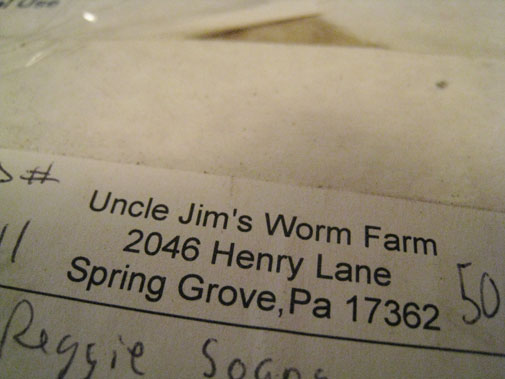 #
Uncle Jim's Worm Farm
2046 Henry Lane
Spring Grove,Pa 17362 50
Reggie